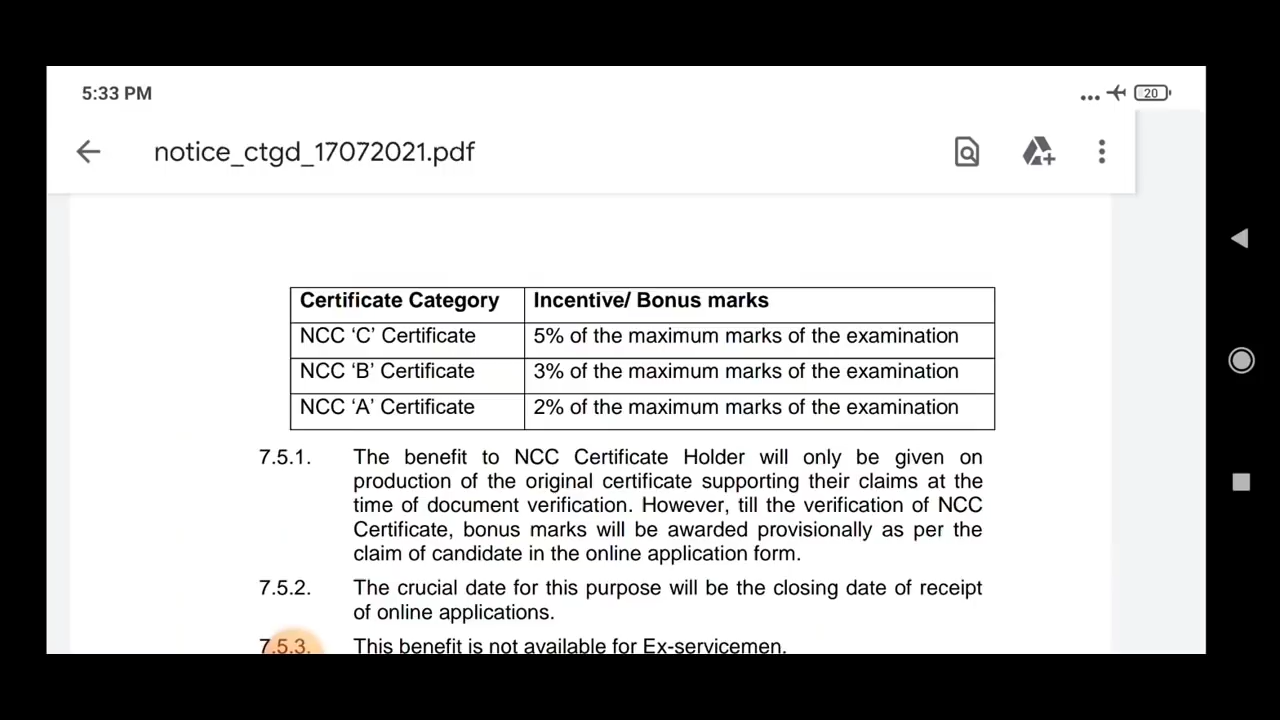 5:33 PM
20
notice_ctgd_17072021.pdf
Certificate Category Incentive/ Bonus marks
NCC ‘C’ Certificate 5% of the maximum marks of the examination
NCC ‘B’ Certificate 3% of the maximum marks of the examination
NCC ‘A’ Certificate 2% of the maximum marks of the examination
7.5.1. The benefit to NCC Certificate Holder will only be given on
production of the original certificate supporting their claims at the
time of document verification. However, till the verification of NCC
Certificate, bonus marks will be awarded provisionally as per the
claim of candidate in the online application form.
7.5.2. The crucial date for this purpose will be the closing date of receipt
of online applications.
7.5.3. This benefit is not available for Ex-servicemen.